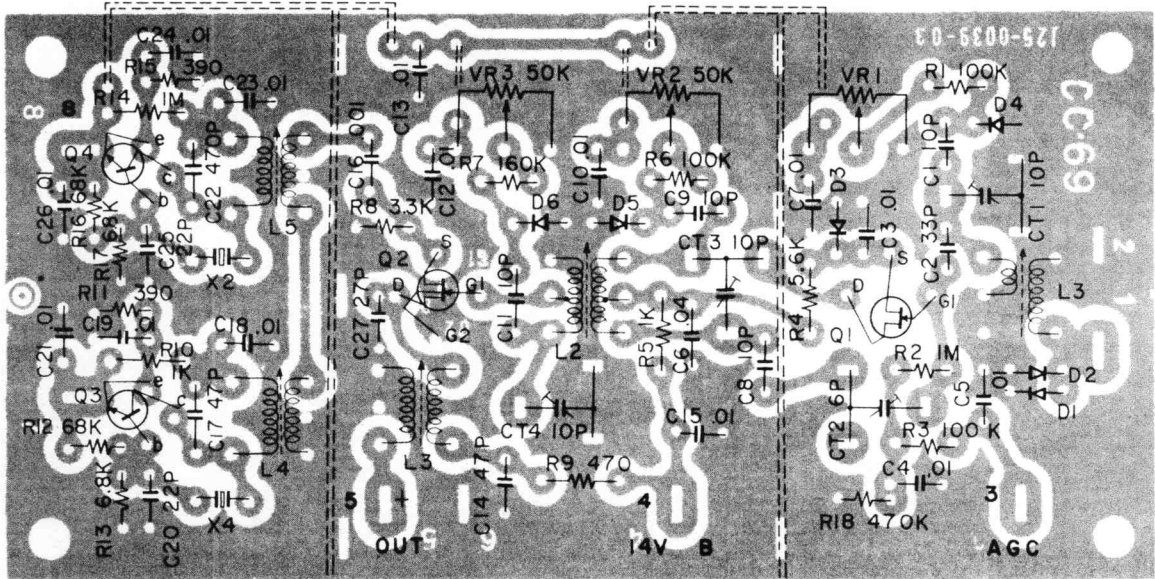 125-0039-03
CC-69
C24 .01
R15 390
R14 1M
C23 .01
8
8
Q4
e
c
b
C22 470P
C26 .01
R16 68K
R17 6.8K
C25 22P
X2
L5
R11 390
C21 .01
C19 .01
C18 .01
R10 1K
Q3
e
c
b
C17 47P
R12 68K
R13 6.8K
C20 22P
X4
L4
C13 .01
C16 .001
VR3 50K
C12 .01
R7 160K
R8 3.3K
D6
Q2
S
D
G1
G2
C27 27P
C11 10P
L3
CT4 10P
C14 47P
R9 470
5
+
5
6
OUT
VR2 50K
C10 .01
R6 100K
C9 10P
D5
CT3 10P
L2
R5 1K
C6 .04
C8 10P
C15 .01
4
14V B
VR1
R1 100K
D4
C7 .01
D3
C3 .01
C1 10P
CT1 10P
C2 33P
R4 5.6K
S
D
G1
Q1
L3
2
1
R2 1M
C5 .01
D2
D1
CT2 6P
R3 100K
C4 .01
R18 470K
3
AGC